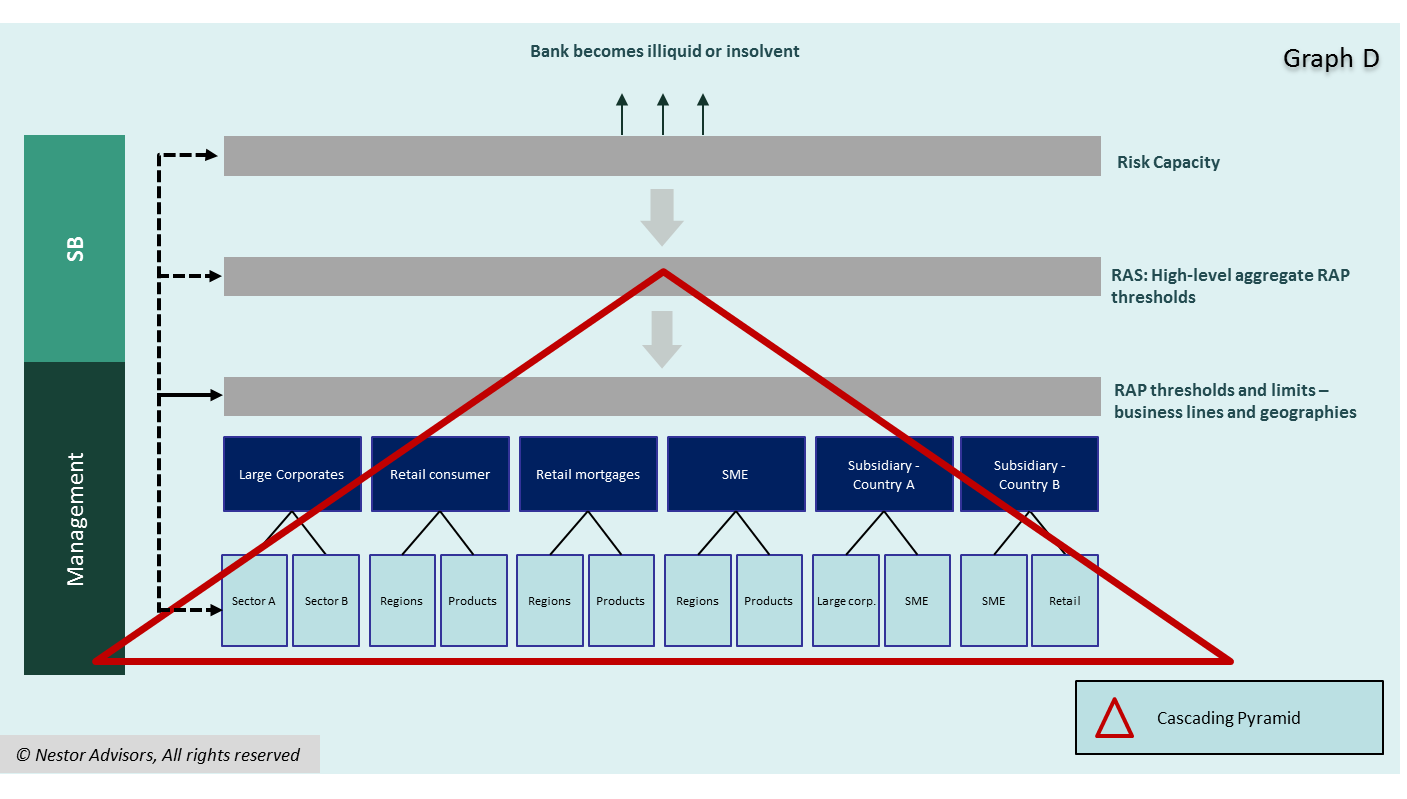 Bank becomes illiquid or insolvent
Graph D
SB
Management
Risk Capacity
RAS: High-level aggregate RAP
thresholds
RAP thresholds and limits –
business lines and geographies
Large Corporates
Retail consumer
Retail mortgages
SME
Subsidiary -
Country A
Subsidiary -
Country B
Sector A
Sector B
Regions
Products
Regions
Products
Regions
Products
Large corp.
SME
SME
Retail
Cascading Pyramid
© Nestor Advisors, All rights reserved